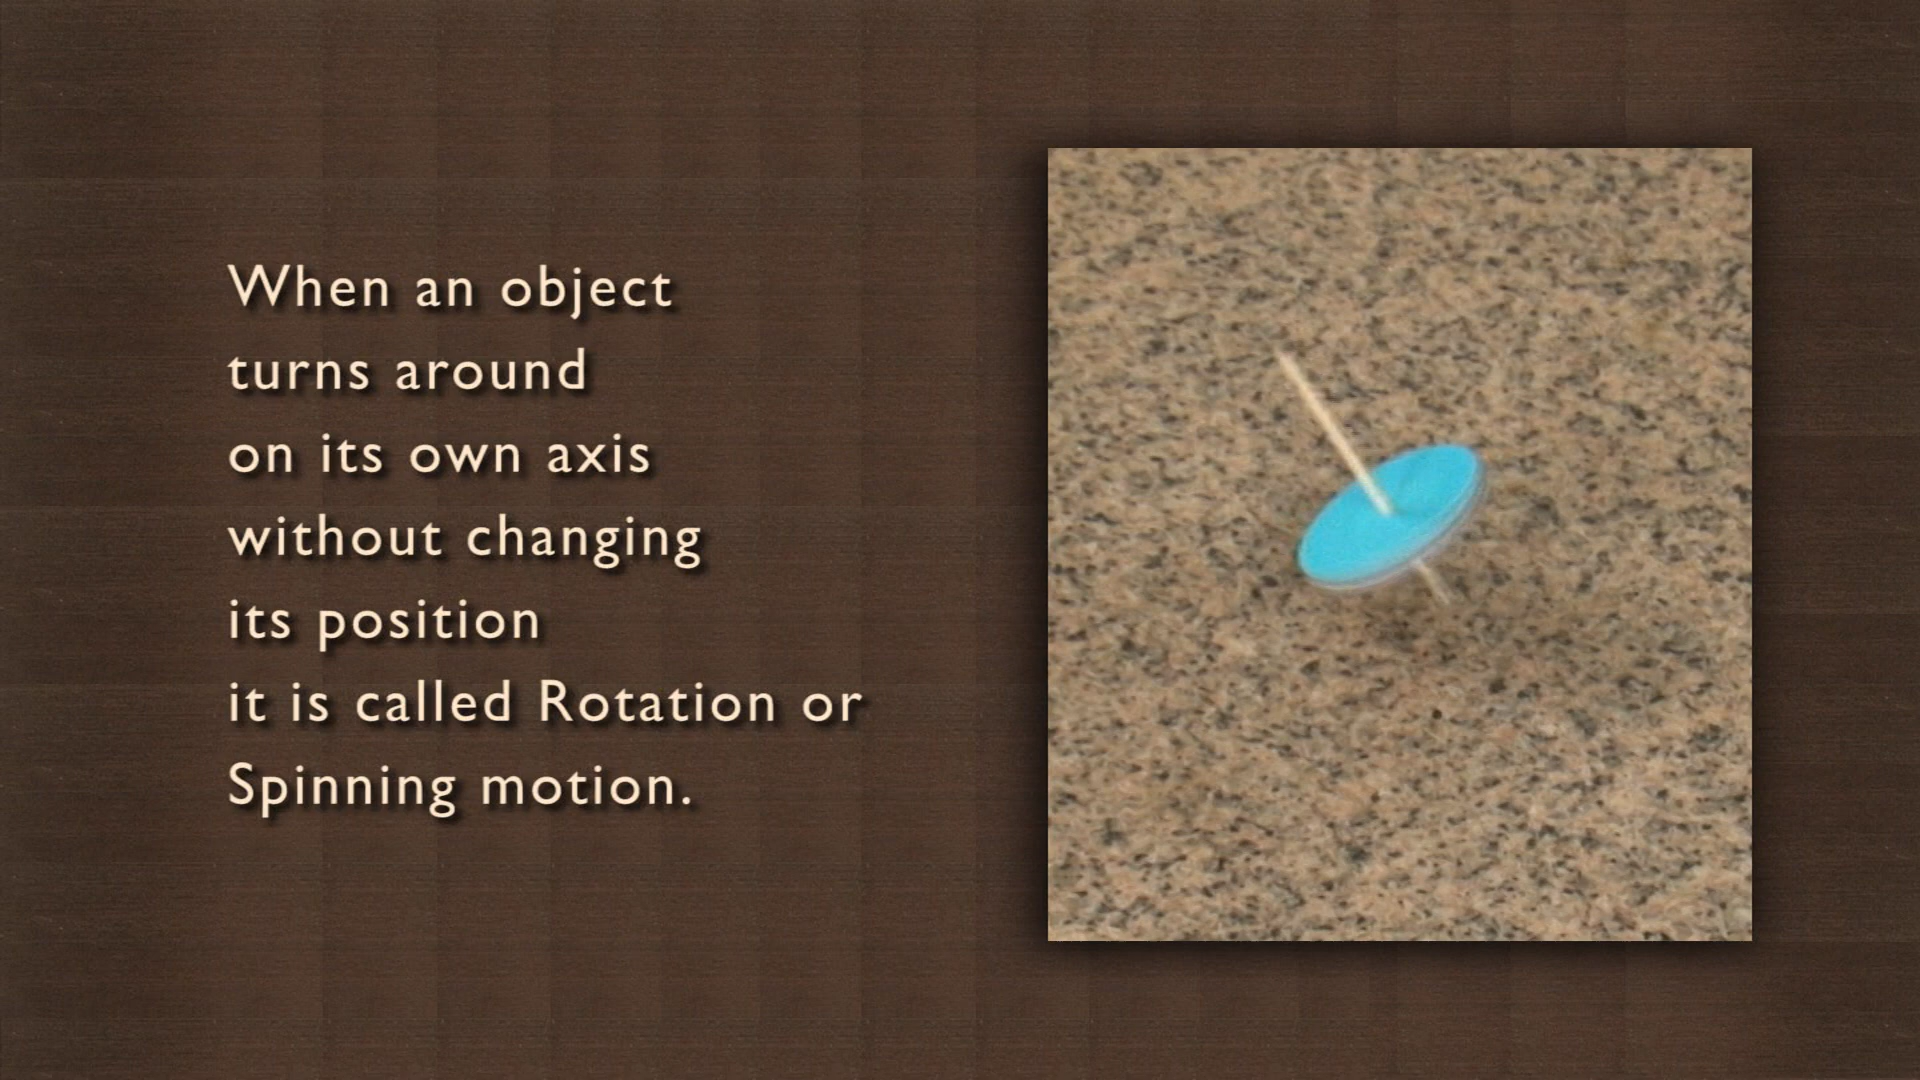 When an object
turns around
on its own axis
without changing
its position
it is called Rotation or
Spinning motion.